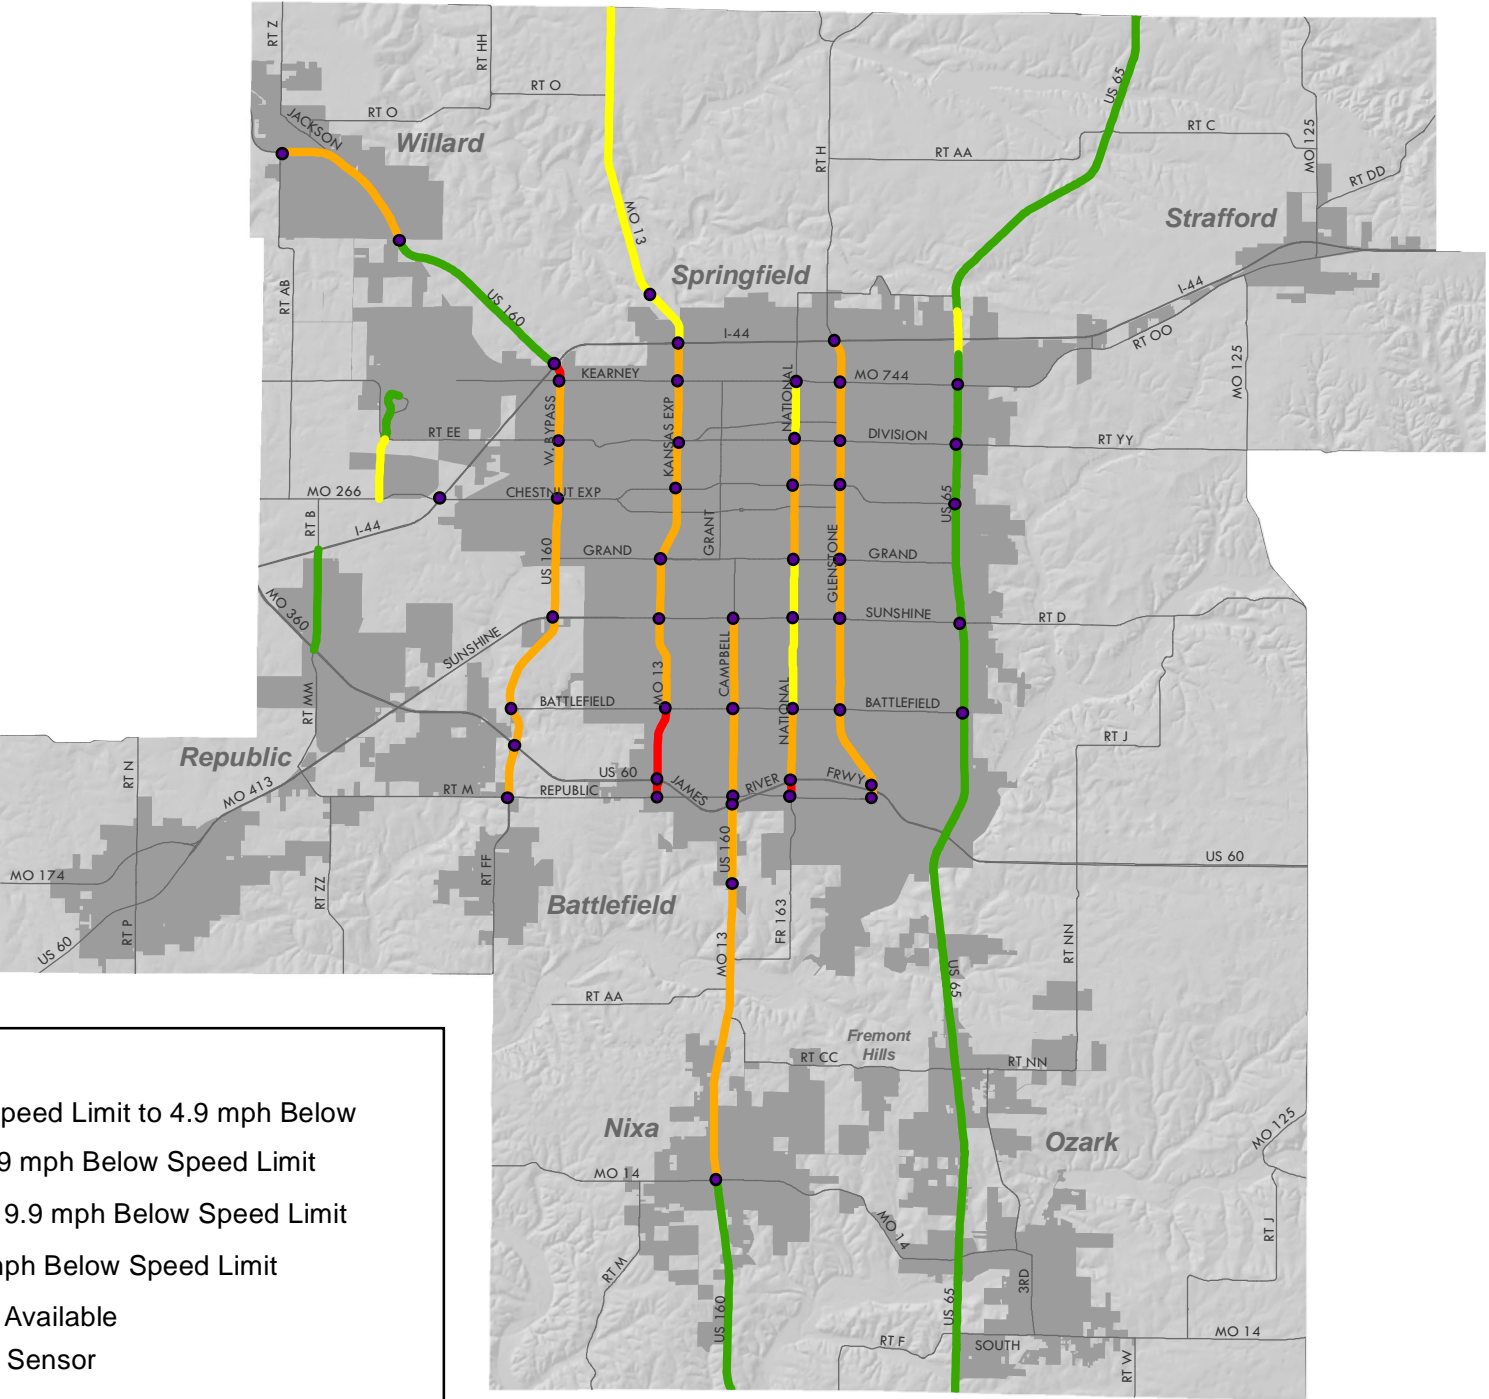 RT Z
RT HH
RT O
RT O
JACKSON
Willard
US 65
RT H
RT C
RT AA
MO 125
RT DD
Strafford
MO 13
Springfield
RT AB
US 160
I-44
I-44
RT OO
MO 125
KEARNEY
MO 744
NATIONAL
W. BYPASS
KANSAS EXP
RT EE
DIVISION
RT YY
MO 266
CHESTNUT EXP
US 65
RT B
I-44
GRANT
GLENSTONE
US 160
GRAND
GRAND
MO 360
SUNSHINE
SUNSHINE
RT D
CAMPBELL
MO 13
RT MM
BATTLEFIELD
NATIONAL
BATTLEFIELD
RT J
Republic
RT N
MO 413
RT M
US 60
REPUBLIC
JAMES
RIVER
FRWY
US 160
US 60
MO 174
RT ZZ
RT FF
Battlefield
RT P
US 60
FR 163
MO 13
RT NN
US 65
RT AA
Fremont
Hills
RT CC
RT NN
peed Limit to 4.9 mph Below
9 mph Below Speed Limit
9.9 mph Below Speed Limit
mph Below Speed Limit
Available
Sensor
Nixa
Ozark
MO 125
MO 14
MO 14
RT J
RT M
3RD
US 160
US 65
RT F
SOUTH
MO 14
RT W